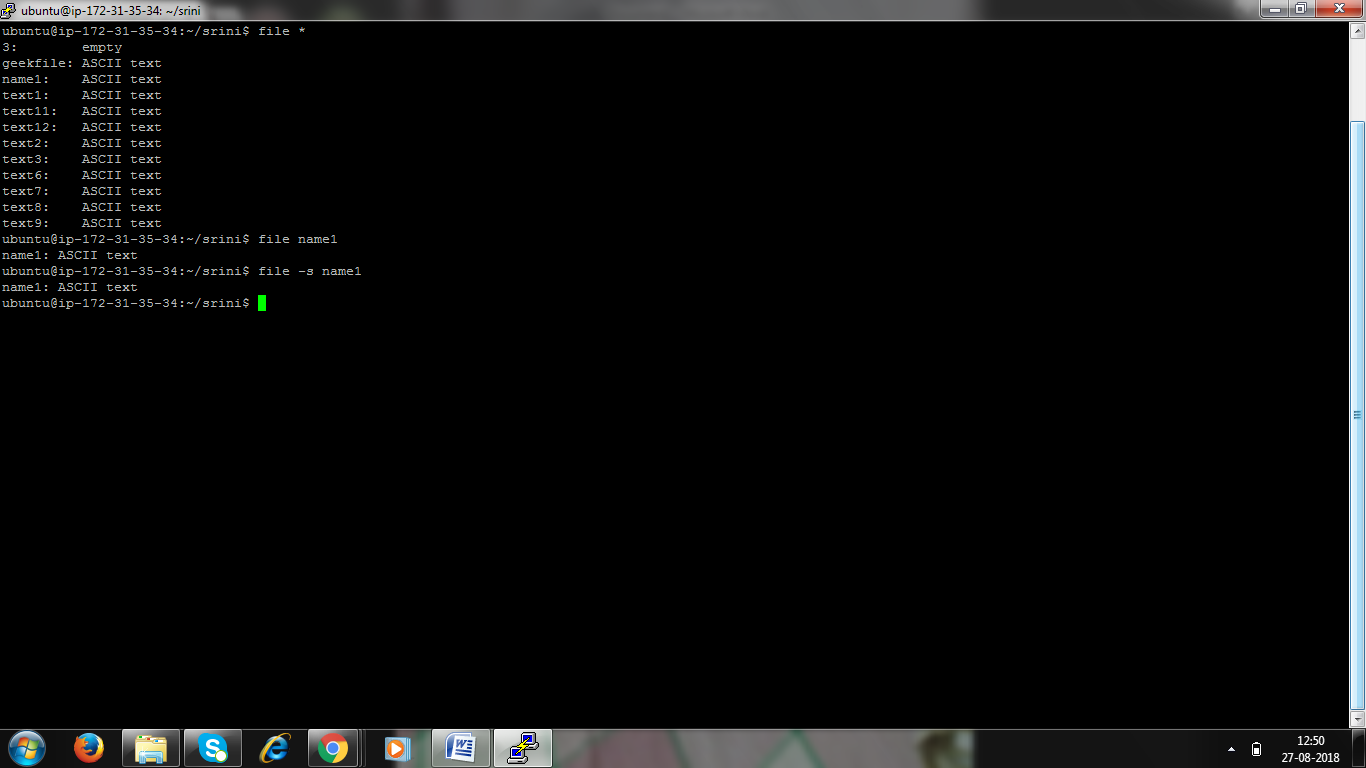 ubuntu@ip-172-31-35-34: ~/srini
ubuntu@ip-172-31-35-34:~/srini$ file *
3:        empty
geekfile: ASCII text
name1:    ASCII text
text1:    ASCII text
text11:   ASCII text
text12:   ASCII text
text2:    ASCII text
text3:    ASCII text
text6:    ASCII text
text7:    ASCII text
text8:    ASCII text
text9:    ASCII text
ubuntu@ip-172-31-35-34:~/srini$ file name1
name1: ASCII text
ubuntu@ip-172-31-35-34:~/srini$ file -s name1
name1: ASCII text
ubuntu@ip-172-31-35-34:~/srini$
12:50
27-08-2018